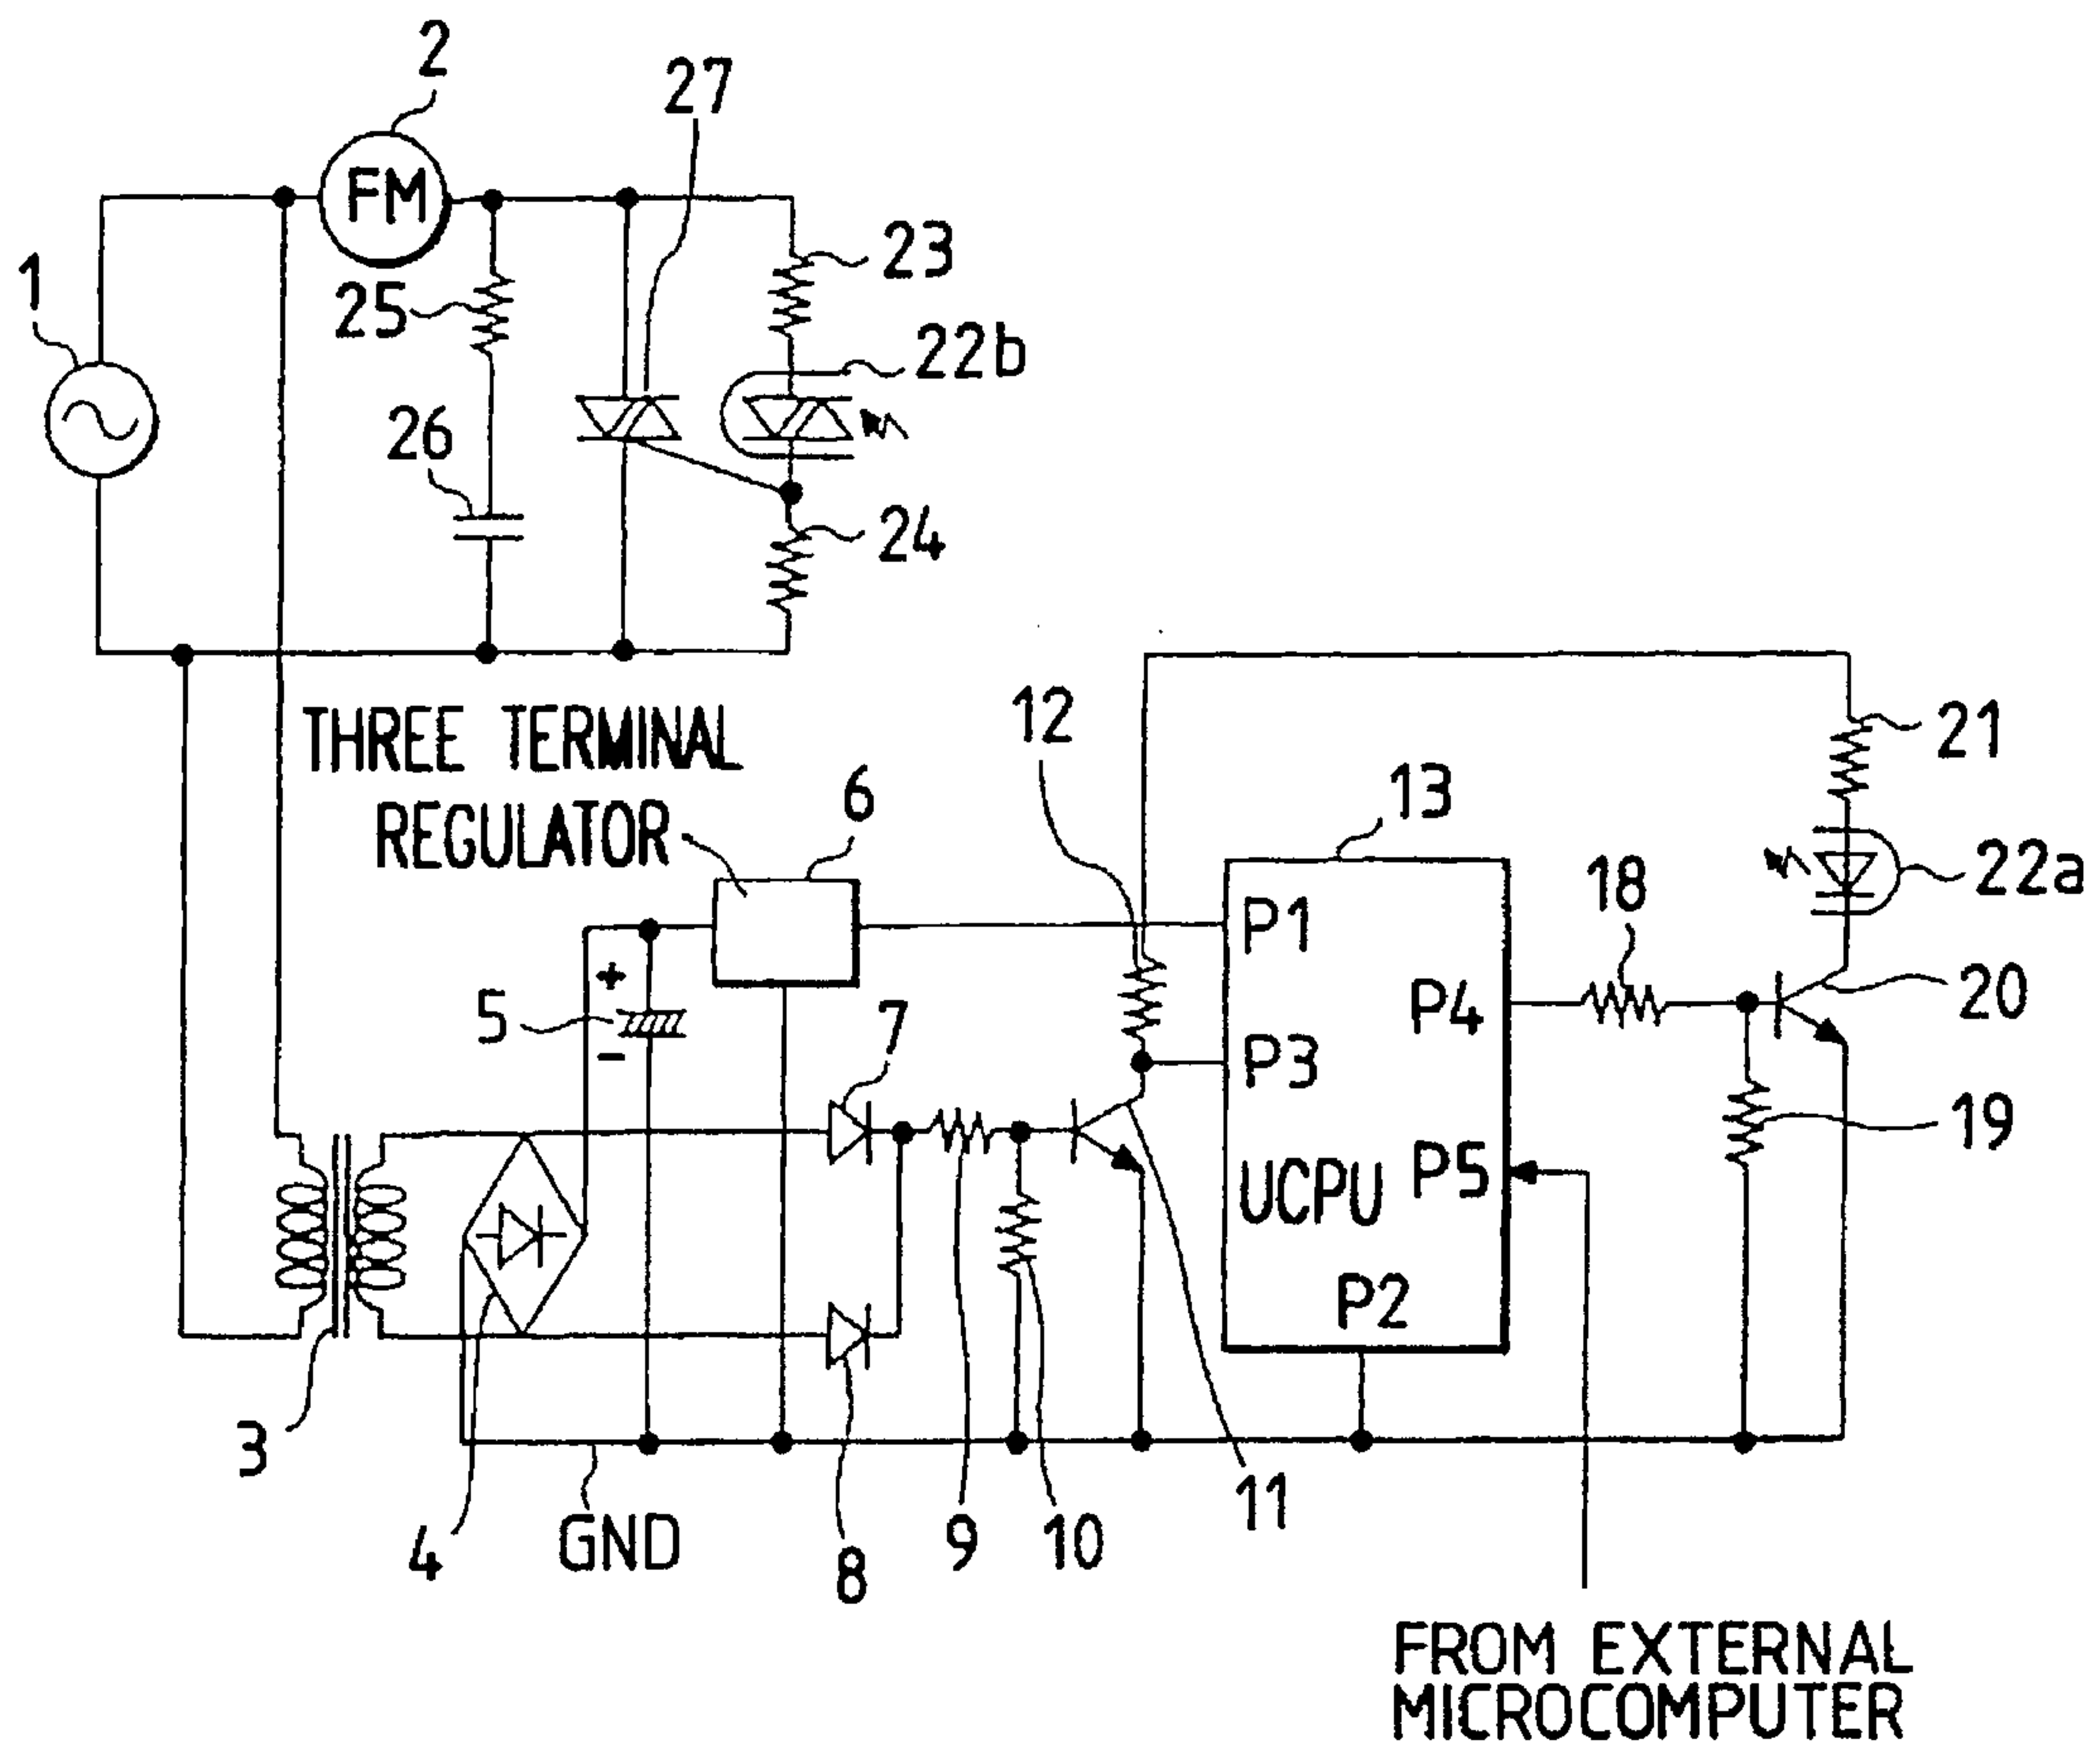 2
27
FM
23
1
25
22b
26
24
12
21
THREE TERMINAL
REGULATOR
6
13
22a
18
P1
+
5
-
7
P4
20
P3
19
P5
UCPU
P2
3
4
GND
8
9
10
11
FROM EXTERNAL
MICROCOMPUTER